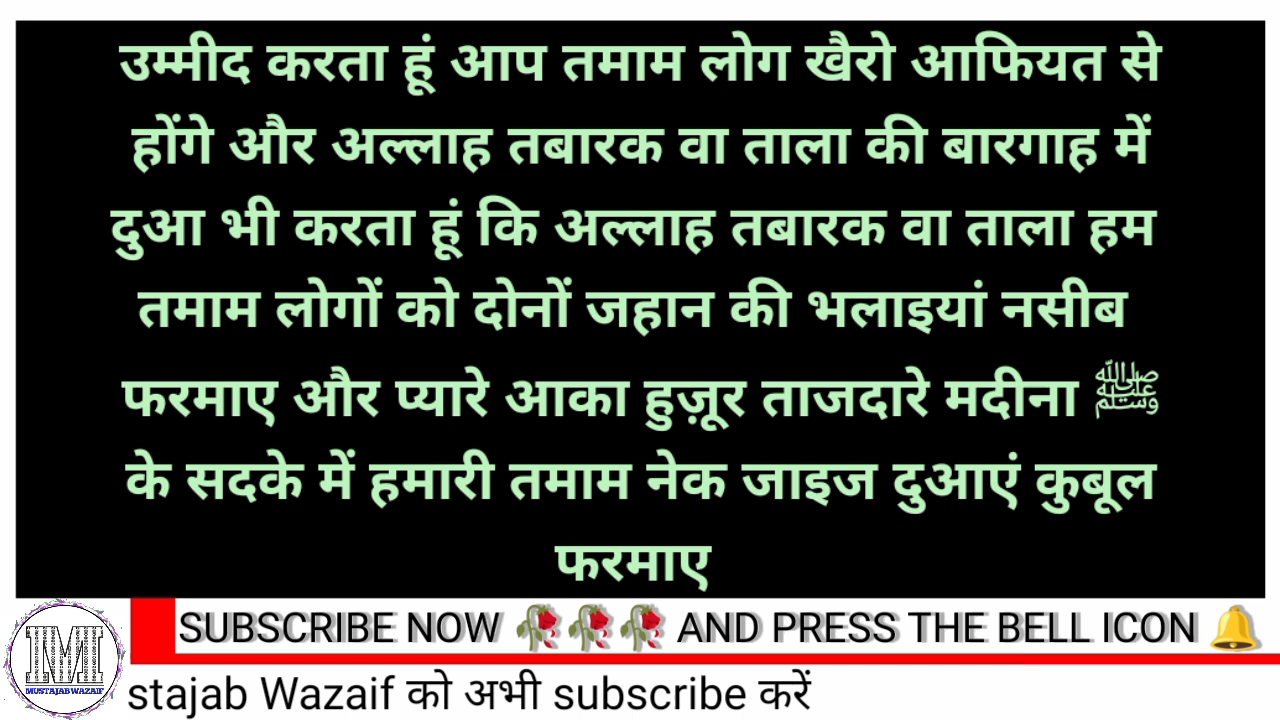 उम्मीद करता हूं आप तमाम लोग खैरो आफियत से
होंगे और अल्लाह तबारक वा ताला की बारगाह में
दुआ भी करता हूं कि अल्लाह तबारक वा ताला हम
तमाम लोगों को दोनों जहान की भलाइयां नसीब
फरमाए और प्यारे आका हुज़ूर ताजदारे मदीना ﷺ
के सदके में हमारी तमाम नेक जाइज दुआएं कुबूल
फरमाए
SUBSCRIBE NOW 🥀🥀🥀 AND PRESS THE BELL ICON 🔔
MUSTAJAB WAZAIF
stajab Wazaif को अभी subscribe करें